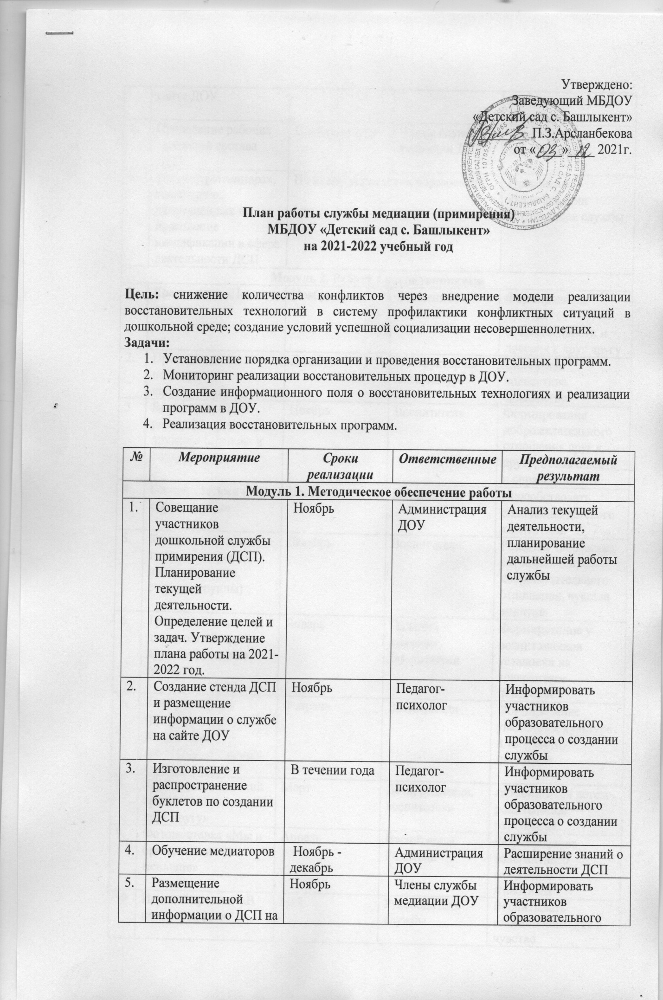 Утверждено:
Заведующий МБДОУ
«Детский сад с. Башлыкент»
П.З.Арсланбекова
от «03» 12 2021г.
План работы службы медиации (примирения)
МБДОУ «Детский сад с. Башлыкент»
на 2021-2022 учебный год
Цель: снижение количества конфликтов через внедрение модели реализации
восстановительных технологий в систему профилактики конфликтных ситуаций в
дошкольной среде; создание условий успешной социализации несовершеннолетних.
Задачи:
1. Установление порядка организации и проведения восстановительных программ.
2. Мониторинг реализации восстановительных процедур в ДОУ.
3. Создание информационного поля о восстановительных технологиях и реализации
программ в ДОУ.
4. Реализация восстановительных программ.
№ Мероприятие Сроки реализации Ответственные Предполагаемый результат
Модуль 1. Методическое обеспечение работы
1.
Совещание
участников
дошкольной службы
примирения (ДСП).
Планирование
текущей
деятельности.
Определение целей и
задач. Утверждение
плана работы на 2021-
2022 год.
Ноябрь
Администрация
ДОУ
Анализ текущей
деятельности,
планирование
дальнейшей работы
службы
2.
Создание стенда ДСП
и размещение
информации о службе
на сайте ДОУ
Ноябрь
Педагог-
психолог
Информировать
участников
образовательного
процесса о создании
службы
3.
Изготовление и
распространение
буклетов по создании
ДСП
В течении года
Педагог-
психолог
Информировать
участников
образовательного
процесса о создании
службы
4.
Обучение медиаторов
Ноябрь -
декабрь
Администрация
ДОУ
Расширение знаний о
деятельности ДСП
5.
Размещение
дополнительной
информации о ДСП на
Ноябрь
Члены службы
медиации ДОУ
Информировать
участников
образовательного